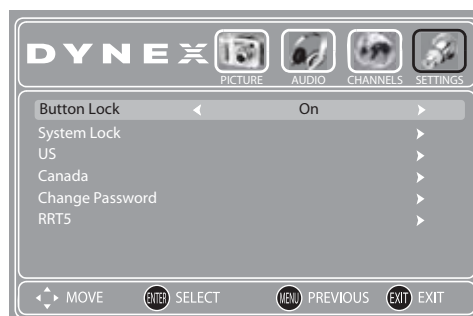 DYNEX
PICTURE AUDIO CHANNELS SETTINGS
Button Lock On
System Lock
US
Canada
Change Password
RRT5
MOVE ENTER SELECT MENU PREVIOUS EXIT EXIT